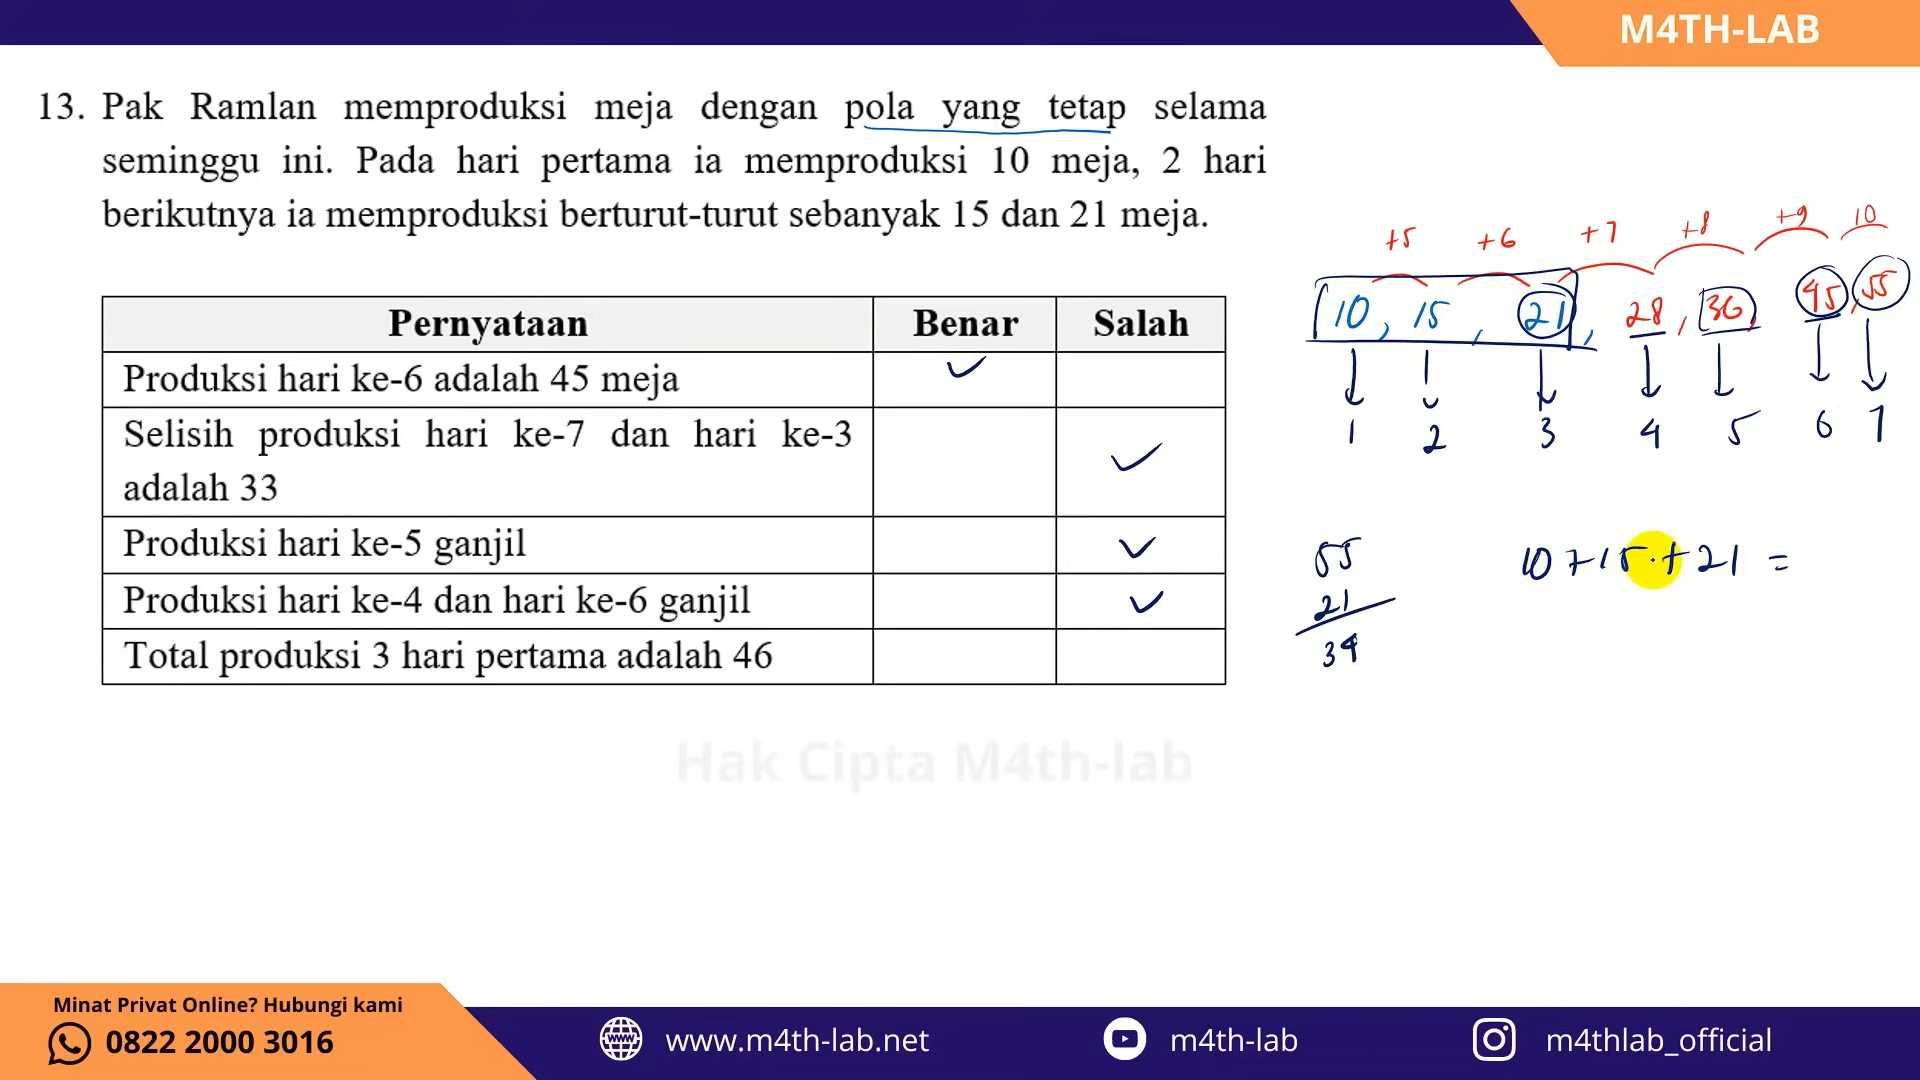 M4TH-LAB
13. Pak Ramlan memproduksi meja dengan pola yang tetap selama
seminggu ini. Pada hari pertama ia memproduksi 10 meja, 2 hari
berikutnya ia memproduksi berturut-turut sebanyak 15 dan 21 meja.
Pernyataan Benar Salah
Produksi hari ke-6 adalah 45 meja ✓
Selisih produksi hari ke-7 dan hari ke-3 ✓
adalah 33
Produksi hari ke-5 ganjil ✓
Produksi hari ke-4 dan hari ke-6 ganjil ✓
Total produksi 3 hari pertama adalah 46
+5 +6 +7 +8 +9 10
10, 15, 21, 28, 36, 45, 55
1 2 3 4 5 6 7
55
21
34
10 + 15 + 21 =
Hak Cipta M4th-lab
Minat Privat Online? Hubungi kami
0822 2000 3016
www.m4th-lab.net
m4th-lab
m4thlab_official